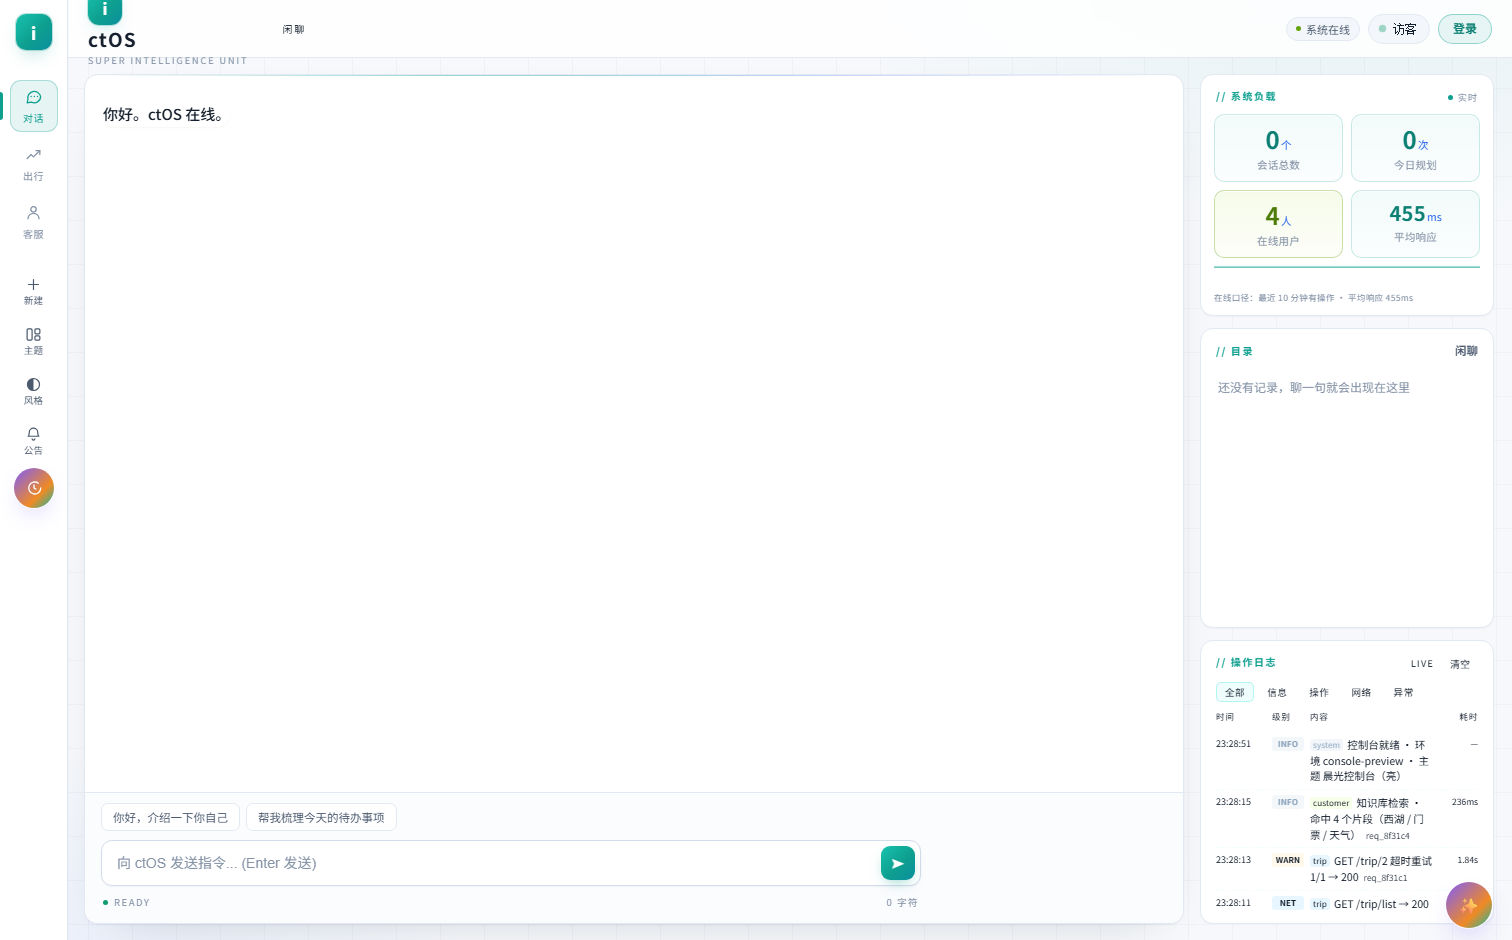 i
对话
出行
客服
新建
主题
风格
公告
i
ctOS
SUPER INTELLIGENCE UNIT
闲聊
系统在线
访客
登录
你好。ctOS 在线。
你好，介绍一下你自己
帮我梳理今天的待办事项
向 ctOS 发送指令... (Enter 发送)
READY
0 字符
// 系统负载
实时
0个
会话总数
0次
今日规划
4人
在线用户
455ms
平均响应
在线口径：最近 10 分钟有操作 · 平均响应 455ms
// 目录
闲聊
还没有记录，聊一句就会出现在这里
// 操作日志
LIVE
清空
全部 信息 操作 网络 异常
时间 级别 内容 耗时
23:28:51 INFO system 控制台就绪 · 环 —
境 console-preview · 主
题 晨光控制台（亮）
23:28:15 INFO customer 知识库检索 · 236ms
命中 4 个片段（西湖 / 门
票 / 天气） req_8f31c4
23:28:13 WARN trip GET /trip/2 超时重试 1.84s
1/1 → 200 req_8f31c1
23:28:11 NET trip GET /trip/list → 200